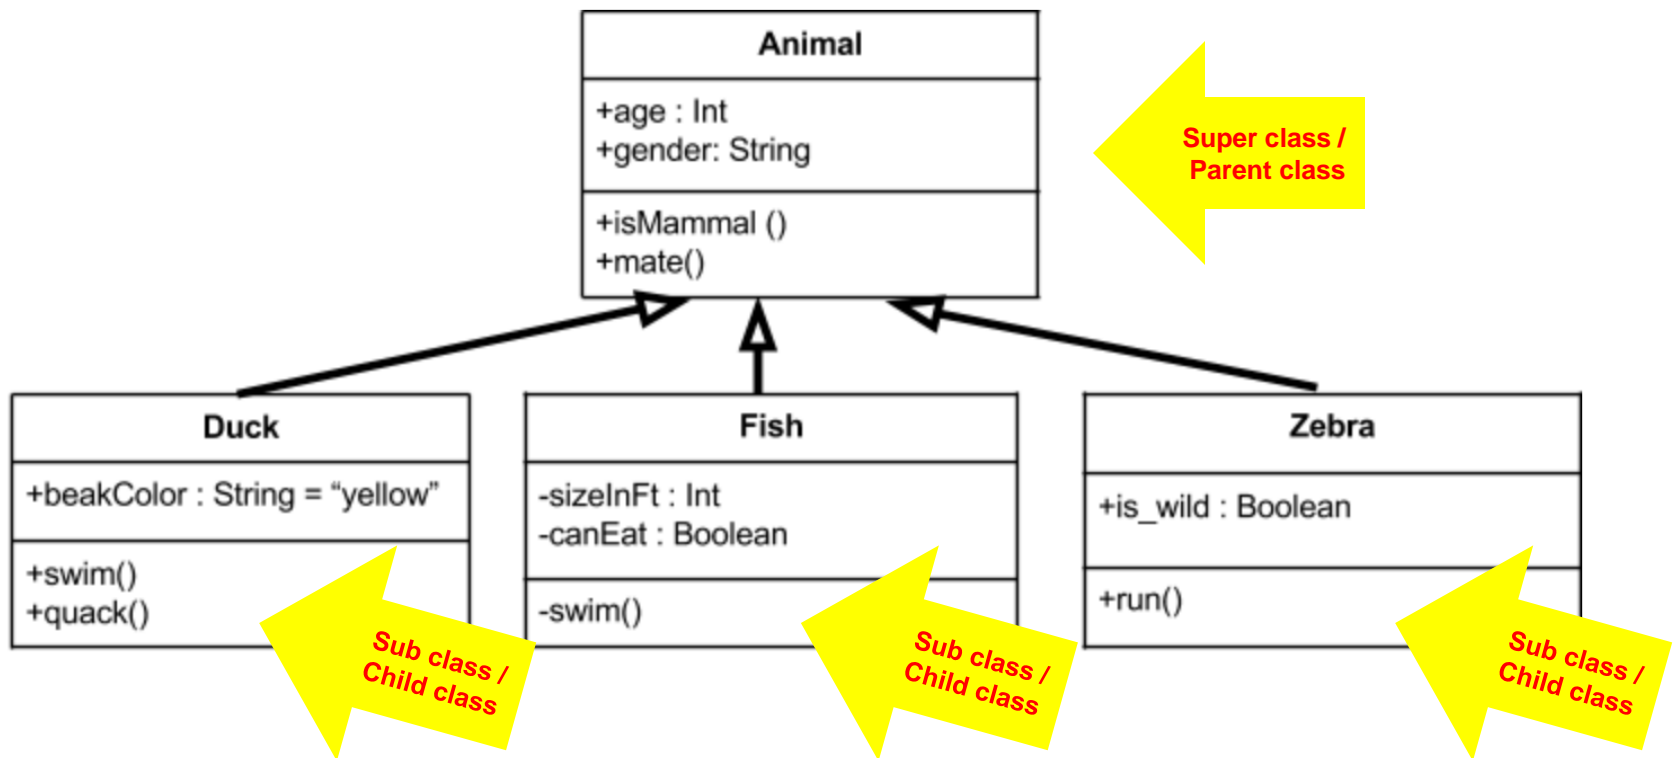 Animal
+age : Int
+gender: String
+isMammal ()
+mate()
Super class /
Parent class
Duck
+beakColor : String = “yellow”
+swim()
+quack()
Sub class /
Child class
Fish
-sizeInFt : Int
-canEat : Boolean
-swim()
Sub class /
Child class
Zebra
+is_wild : Boolean
+run()
Sub class /
Child class